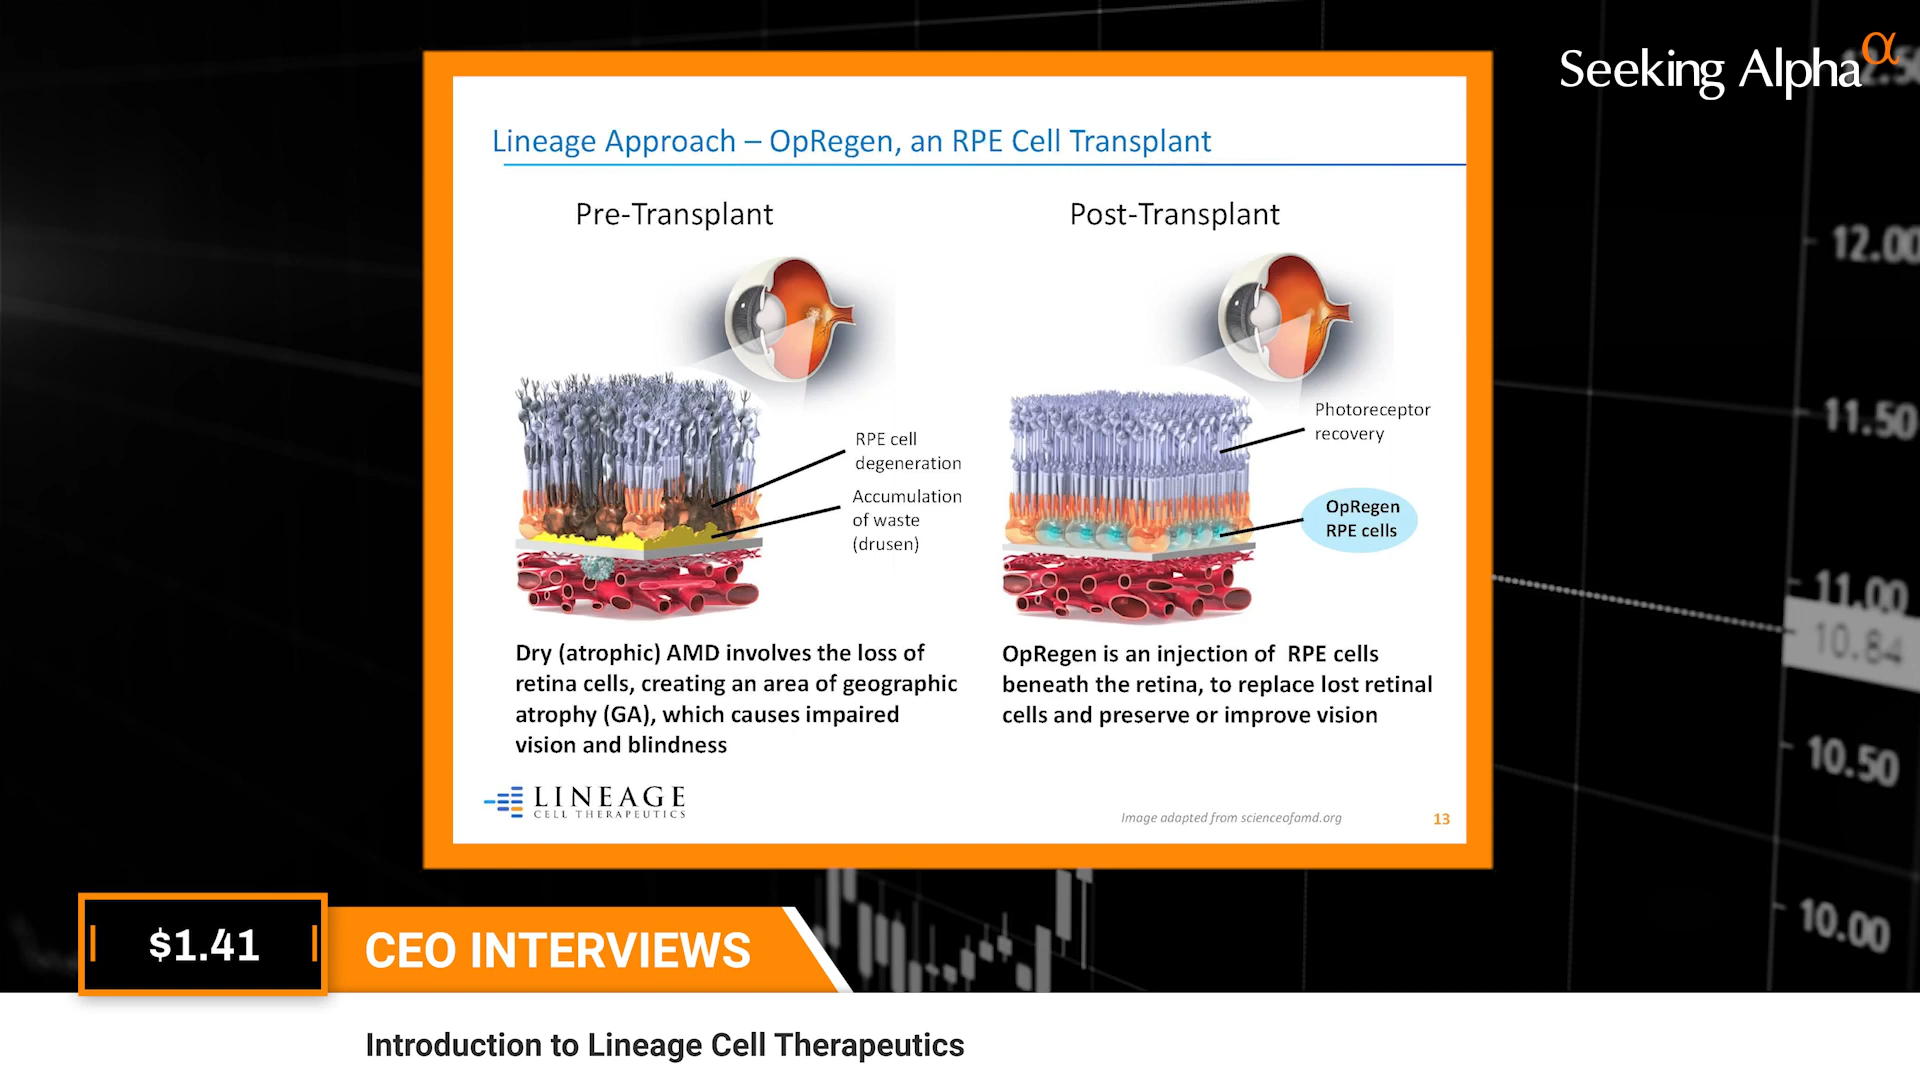 Seeking Alpha α
Lineage Approach – OpRegen, an RPE Cell Transplant
Pre-Transplant
Post-Transplant
RPE cell
degeneration
Accumulation
of waste
(drusen)
Photoreceptor
recovery
OpRegen
RPE cells
Dry (atrophic) AMD involves the loss of
retina cells, creating an area of geographic
atrophy (GA), which causes impaired
vision and blindness
OpRegen is an injection of RPE cells
beneath the retina, to replace lost retinal
cells and preserve or improve vision
LINEAGE
CELL THERAPEUTICS
Image adapted from scienceofamd.org
13
12.00
11.50
11.00
10.84
10.50
10.00
$1.41
CEO INTERVIEWS
Introduction to Lineage Cell Therapeutics